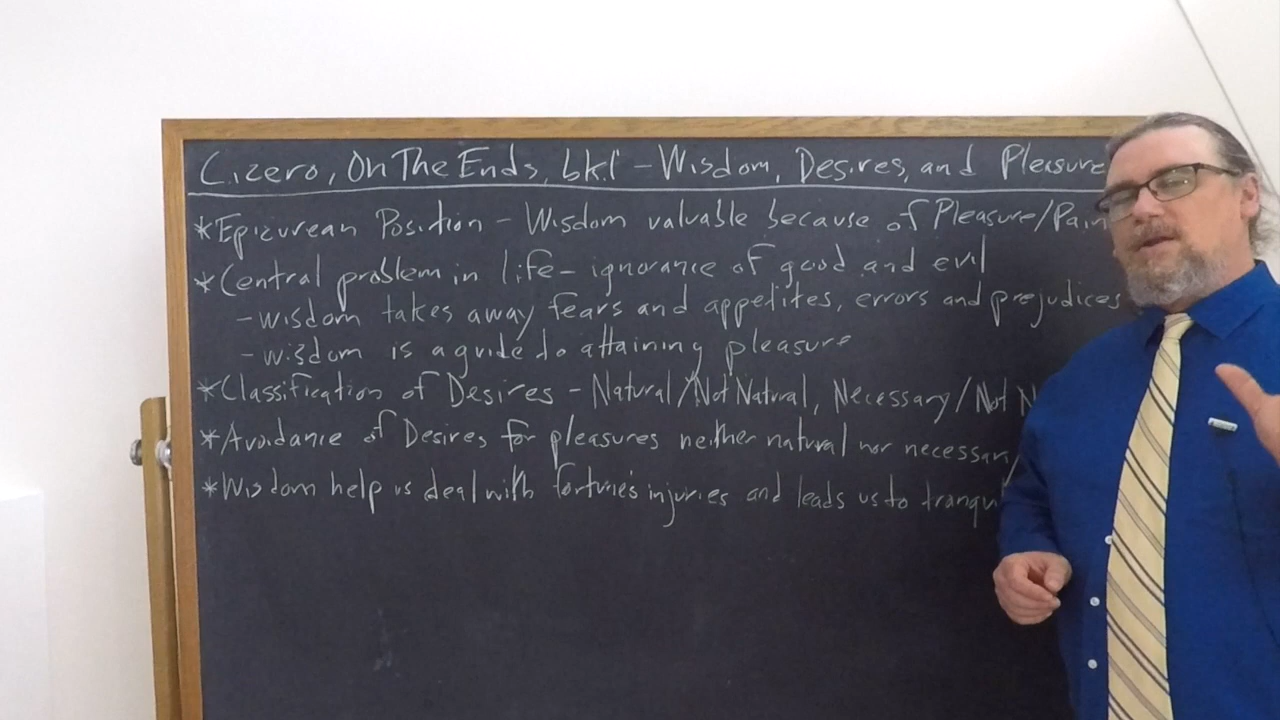 Cizero, On The Ends, bk.1 - Wisdom, Desires, and Pleasure
*Epicurean Position - Wisdom valuable because of Pleasure/Pain
*Central problem in life - ignorance of good and evil
- wisdom takes away fears and appetites, errors and prejudices
- wisdom is a guide to attaining pleasure
*Classification of Desires - Natural/Not Natural, Necessary/Not N
*Avoidance of Desires for pleasures neither natural nor necessary
*Wisdom help us deal with fortune's injuries and leads us to tranqu